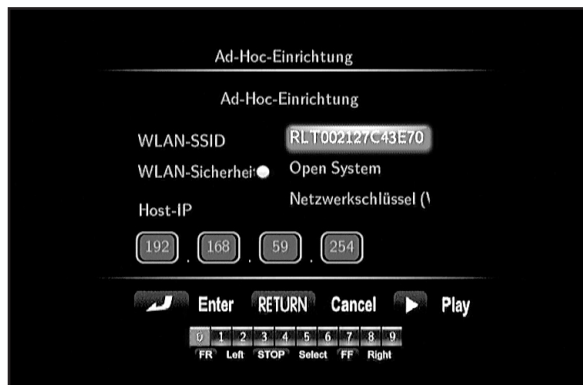 Ad-Hoc-Einrichtung
Ad-Hoc-Einrichtung
WLAN-SSID RLT002127C43E70
WLAN-Sicherhei Open System
Netzwerkschlüssel (\
Host-IP
192 . 168 . 59 . 254
Enter RETURN Cancel Play
0 1 2 3 4 5 6 7 8 9
FR Left STOP Select FF Right